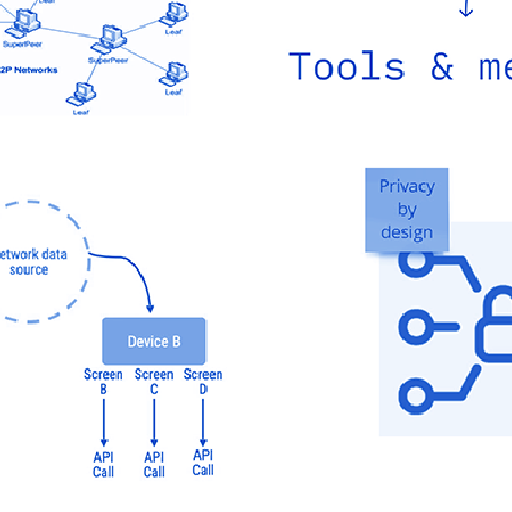 Leaf
SuperPeer
SuperPeer
Leaf
2P Networks
Leaf
Leaf
Tools & me
Privacy
by
design
etwork data
source
Device B
Screen
B
Screen
C
Screen
D
API
Call
API
Call
API
Call